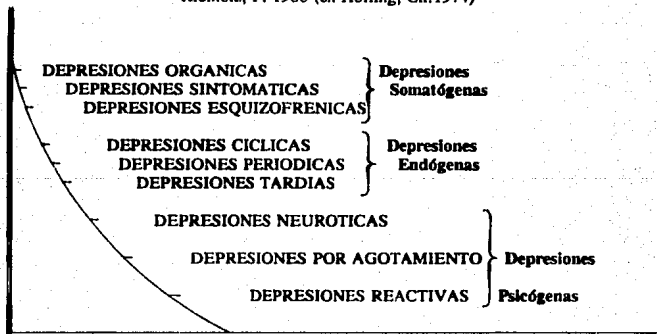 DEPRESIONES ORGANICAS
DEPRESIONES SINTOMATICAS
DEPRESIONES ESQUIZOFRENICAS
Depresiones
Somatógenas
DEPRESIONES CICLICAS
DEPRESIONES PERIODICAS
DEPRESIONES TARDIAS
Depresiones
Endógenas
DEPRESIONES NEUROTICAS
DEPRESIONES POR AGOTAMIENTO
DEPRESIONES REACTIVAS
Depresiones
Psicógenas